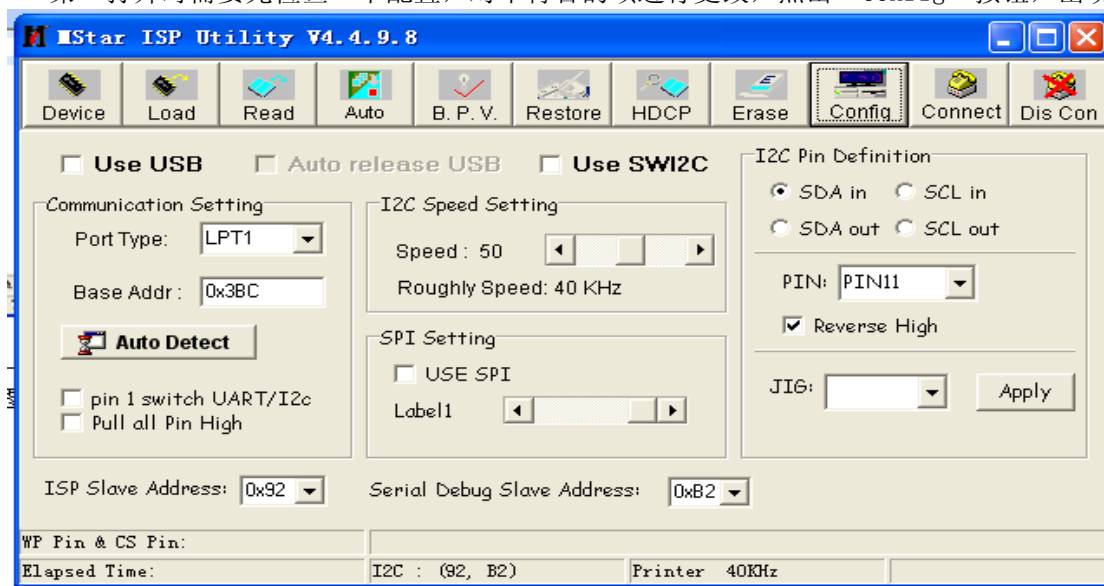 MStar ISP Utility V4.4.9.8
Device Load Read Auto B.P.V. Restore HDCP Erase Config Connect Dis Con
Use USB Auto release USB Use SWI2C
Communication Setting
Port Type: LPT1
Base Addr: 0x3BC
Auto Detect
pin 1 switch UART/I2c
Pull all Pin High
I2C Speed Setting
Speed: 50
Roughly Speed: 40 KHz
SPI Setting
USE SPI
Label1
I2C Pin Definition
SDA in SCL in
SDA out SCL out
PIN: PIN11
Reverse High
JIG: Apply
ISP Slave Address: 0x92 Serial Debug Slave Address: 0xB2
WP Pin & CS Pin:
Elapsed Time: I2C : (92, B2) Printer 40KHz